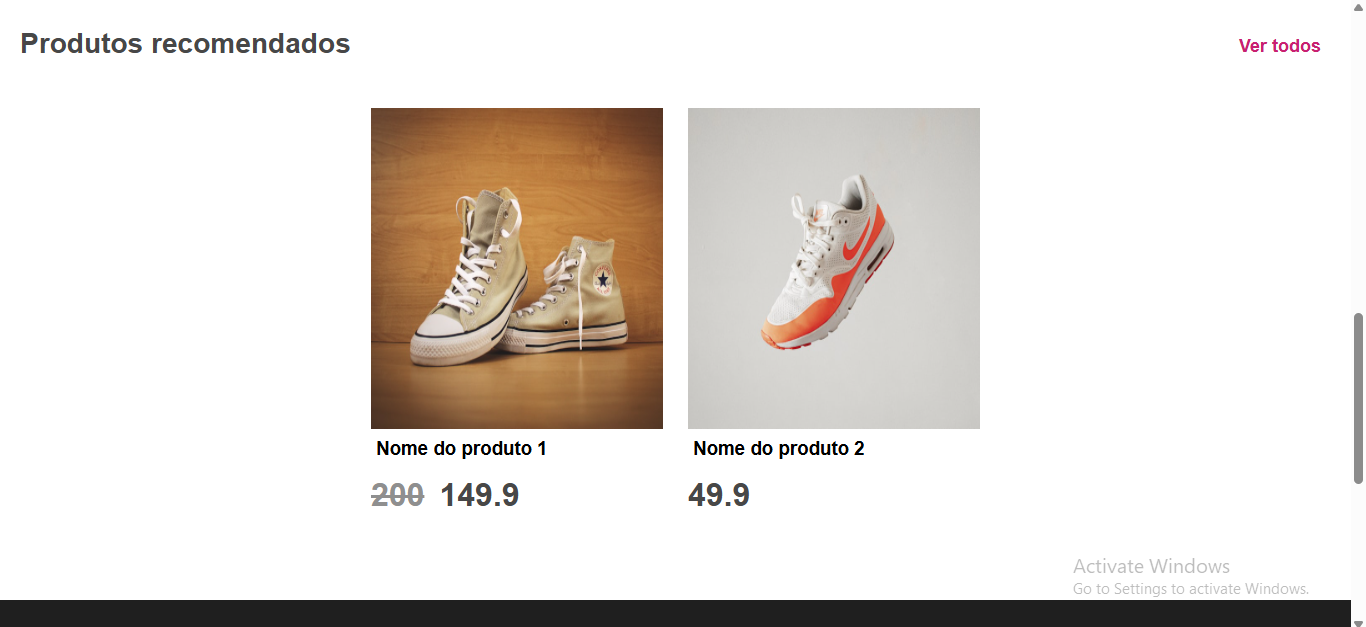 Produtos recomendados
Ver todos
Nome do produto 1
Nome do produto 2
200 149.9
49.9
Activate Windows
Go to Settings to activate Windows.